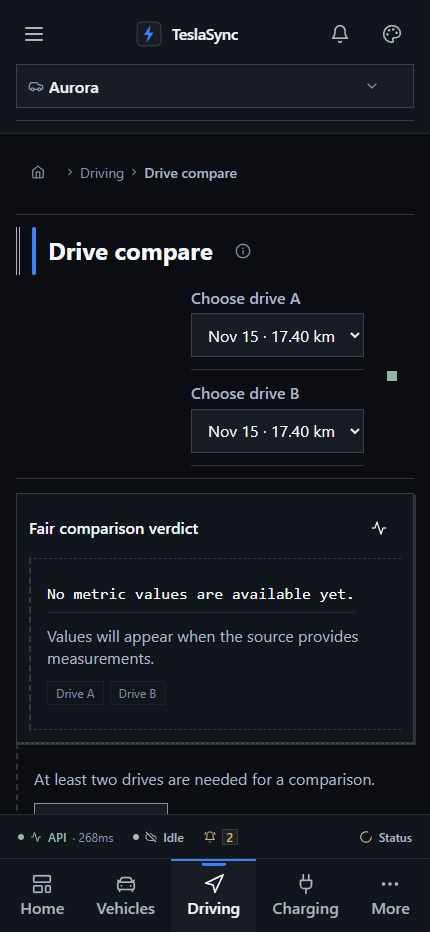 TeslaSync
Aurora
Driving
Drive compare
Drive compare
Choose drive A
Nov 15 · 17.40 km
Choose drive B
Nov 15 · 17.40 km
Fair comparison verdict
No metric values are available yet.
Values will appear when the source provides
measurements.
Drive A Drive B
At least two drives are needed for a comparison.
API · 268ms Idle 2 Status
Home Vehicles Driving Charging More